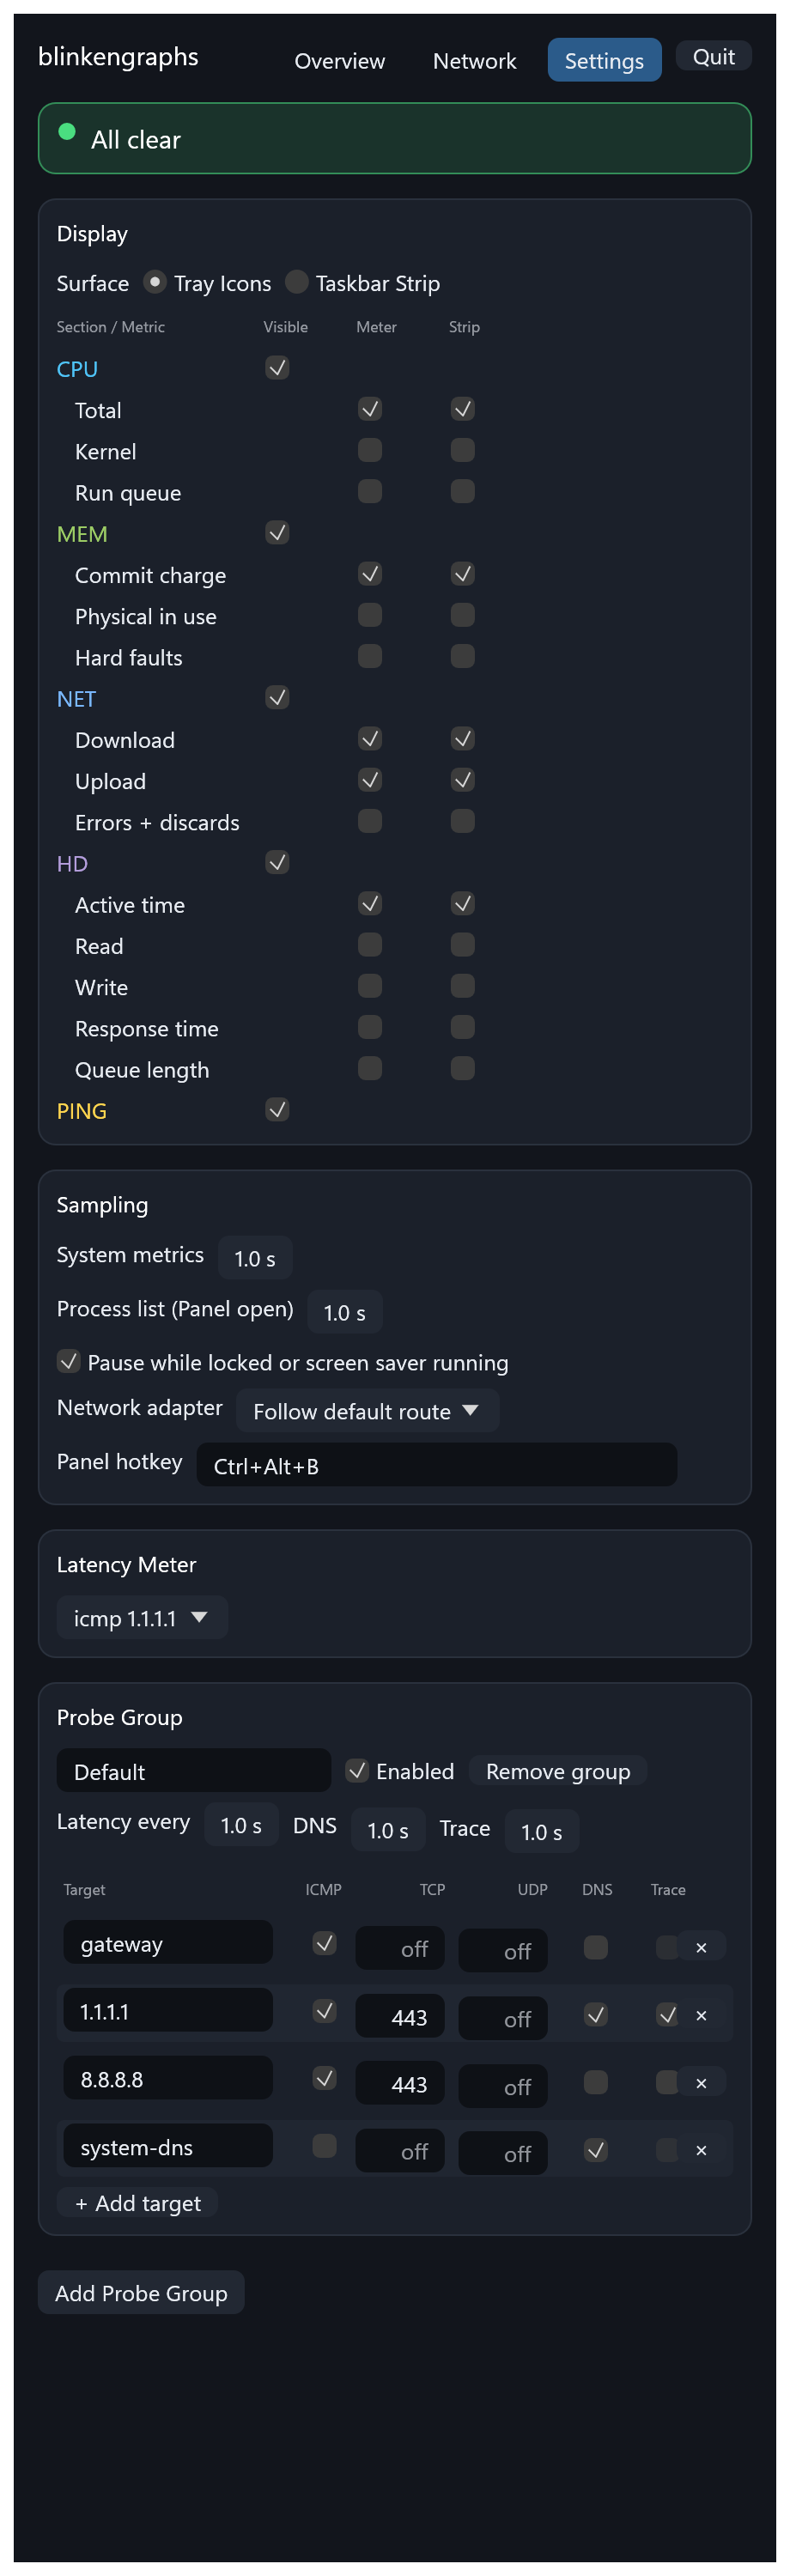 blinkengraphs Overview Network Settings Quit
All clear
Display
Surface Tray Icons Taskbar Strip
Section / Metric Visible Meter Strip
CPU
Total
Kernel
Run queue
MEM
Commit charge
Physical in use
Hard faults
NET
Download
Upload
Errors + discards
HD
Active time
Read
Write
Response time
Queue length
PING
Sampling
System metrics 1.0 s
Process list (Panel open) 1.0 s
Pause while locked or screen saver running
Network adapter Follow default route
Panel hotkey Ctrl+Alt+B
Latency Meter
icmp 1.1.1.1
Probe Group
Default Enabled Remove group
Latency every 1.0 s DNS 1.0 s Trace 1.0 s
Target ICMP TCP UDP DNS Trace
gateway off off ×
1.1.1.1 443 off ×
8.8.8.8 443 off ×
system-dns off off ×
+ Add target
Add Probe Group